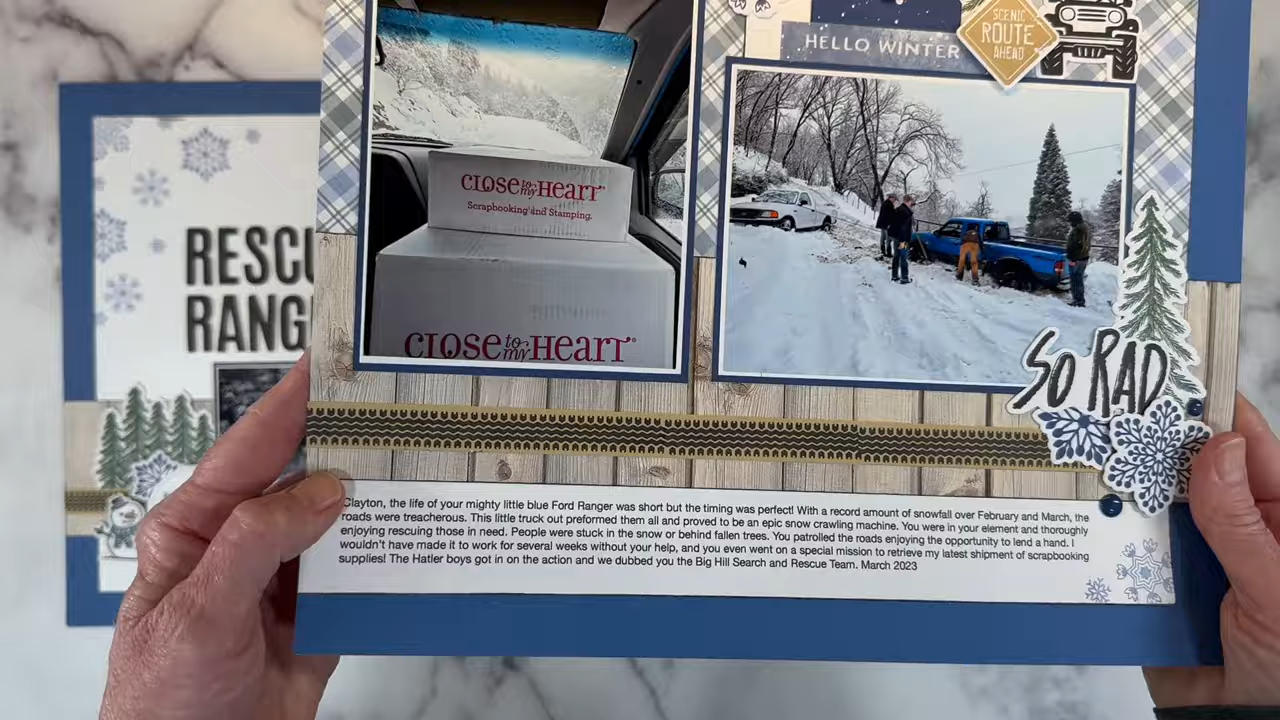 SCENIC
ROUTE
AHEAD
HELLO WINTER
CLOSE to my HEART®
Scrapbooking and Stamping.
CLOSE to my HEART®
RESCU
RANG
SO RAD
Clayton, the life of your mighty little blue Ford Ranger was short but the timing was perfect! With a record amount of snowfall over February and March, the
roads were treacherous. This little truck out preformed them all and proved to be an epic snow crawling machine. You were in your element and thoroughly
enjoying rescuing those in need. People were stuck in the snow or behind fallen trees. You patrolled the roads enjoying the opportunity to lend a hand. I
wouldn't have made it to work for several weeks without your help, and you even went on a special mission to retrieve my latest shipment of scrapbooking
supplies! The Hatler boys got in on the action and we dubbed you the Big Hill Search and Rescue Team. March 2023